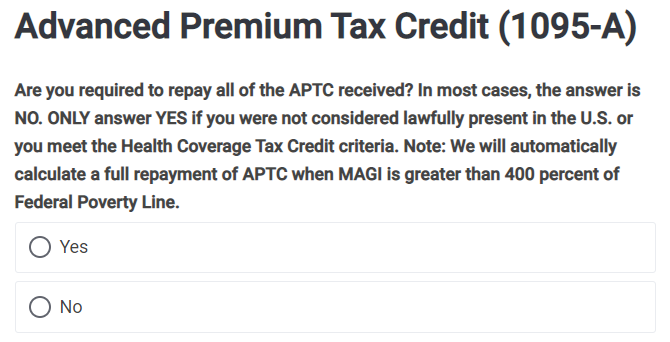 Advanced Premium Tax Credit (1095-A)
Are you required to repay all of the APTC received? In most cases, the answer is
NO. ONLY answer YES if you were not considered lawfully present in the U.S. or
you meet the Health Coverage Tax Credit criteria. Note: We will automatically
calculate a full repayment of APTC when MAGI is greater than 400 percent of
Federal Poverty Line.
Yes
No